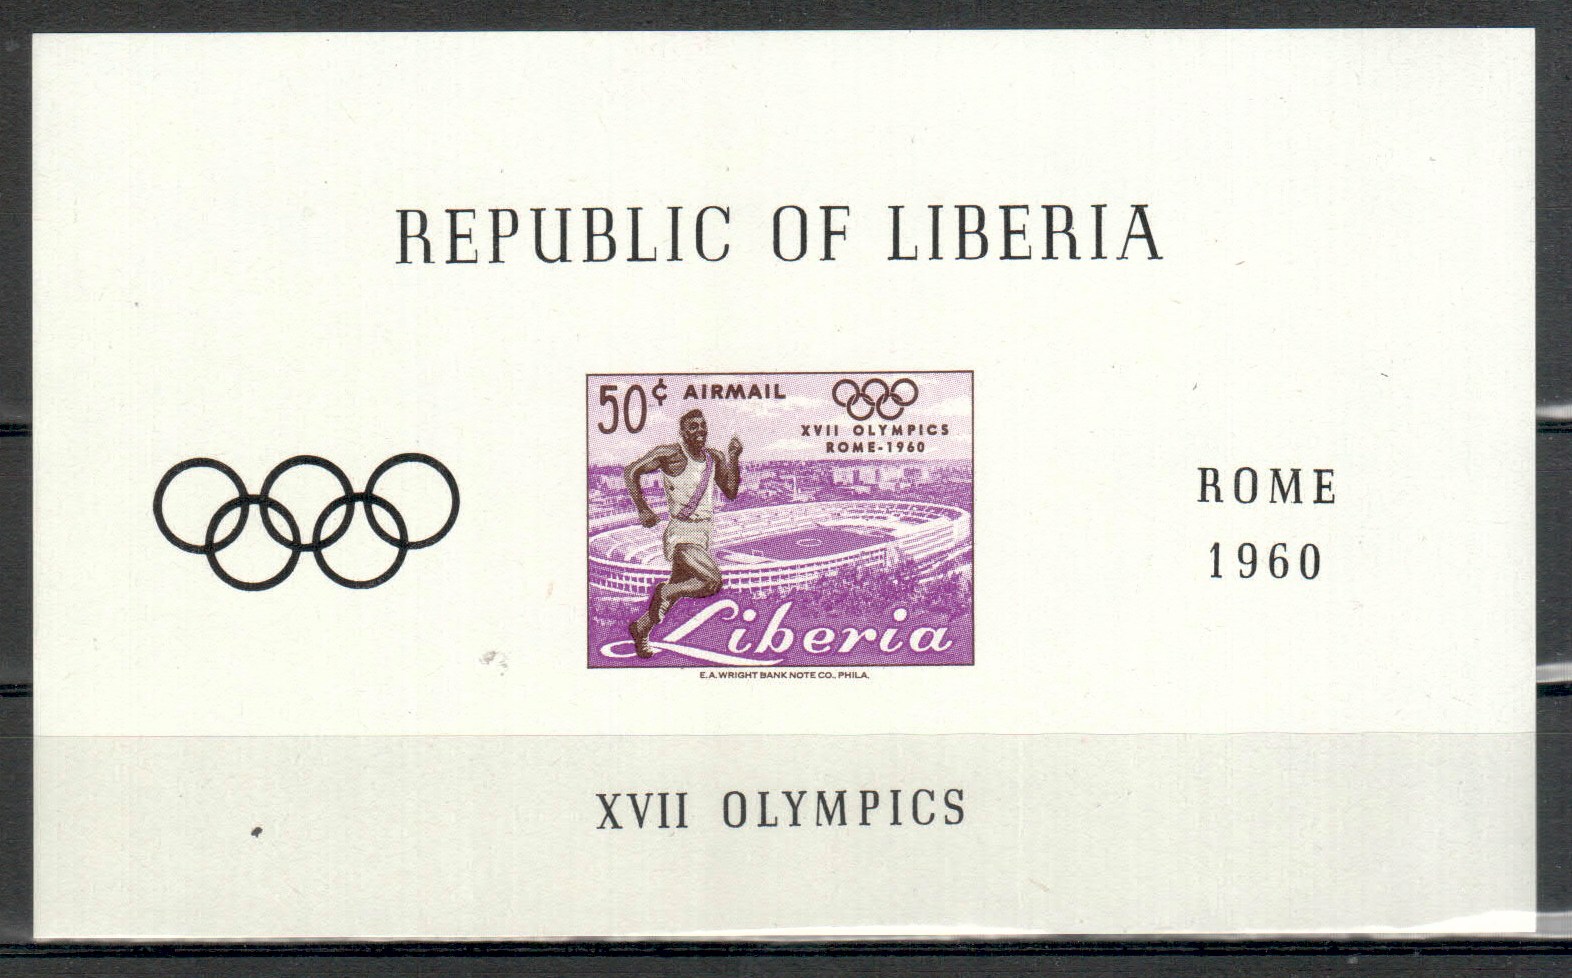 REPUBLIC OF LIBERIA
50¢ AIRMAIL
XVII OLYMPICS
ROME-1960
Liberia
E.A. WRIGHT BANK NOTE CO., PHILA.
ROME
1960
XVII OLYMPICS